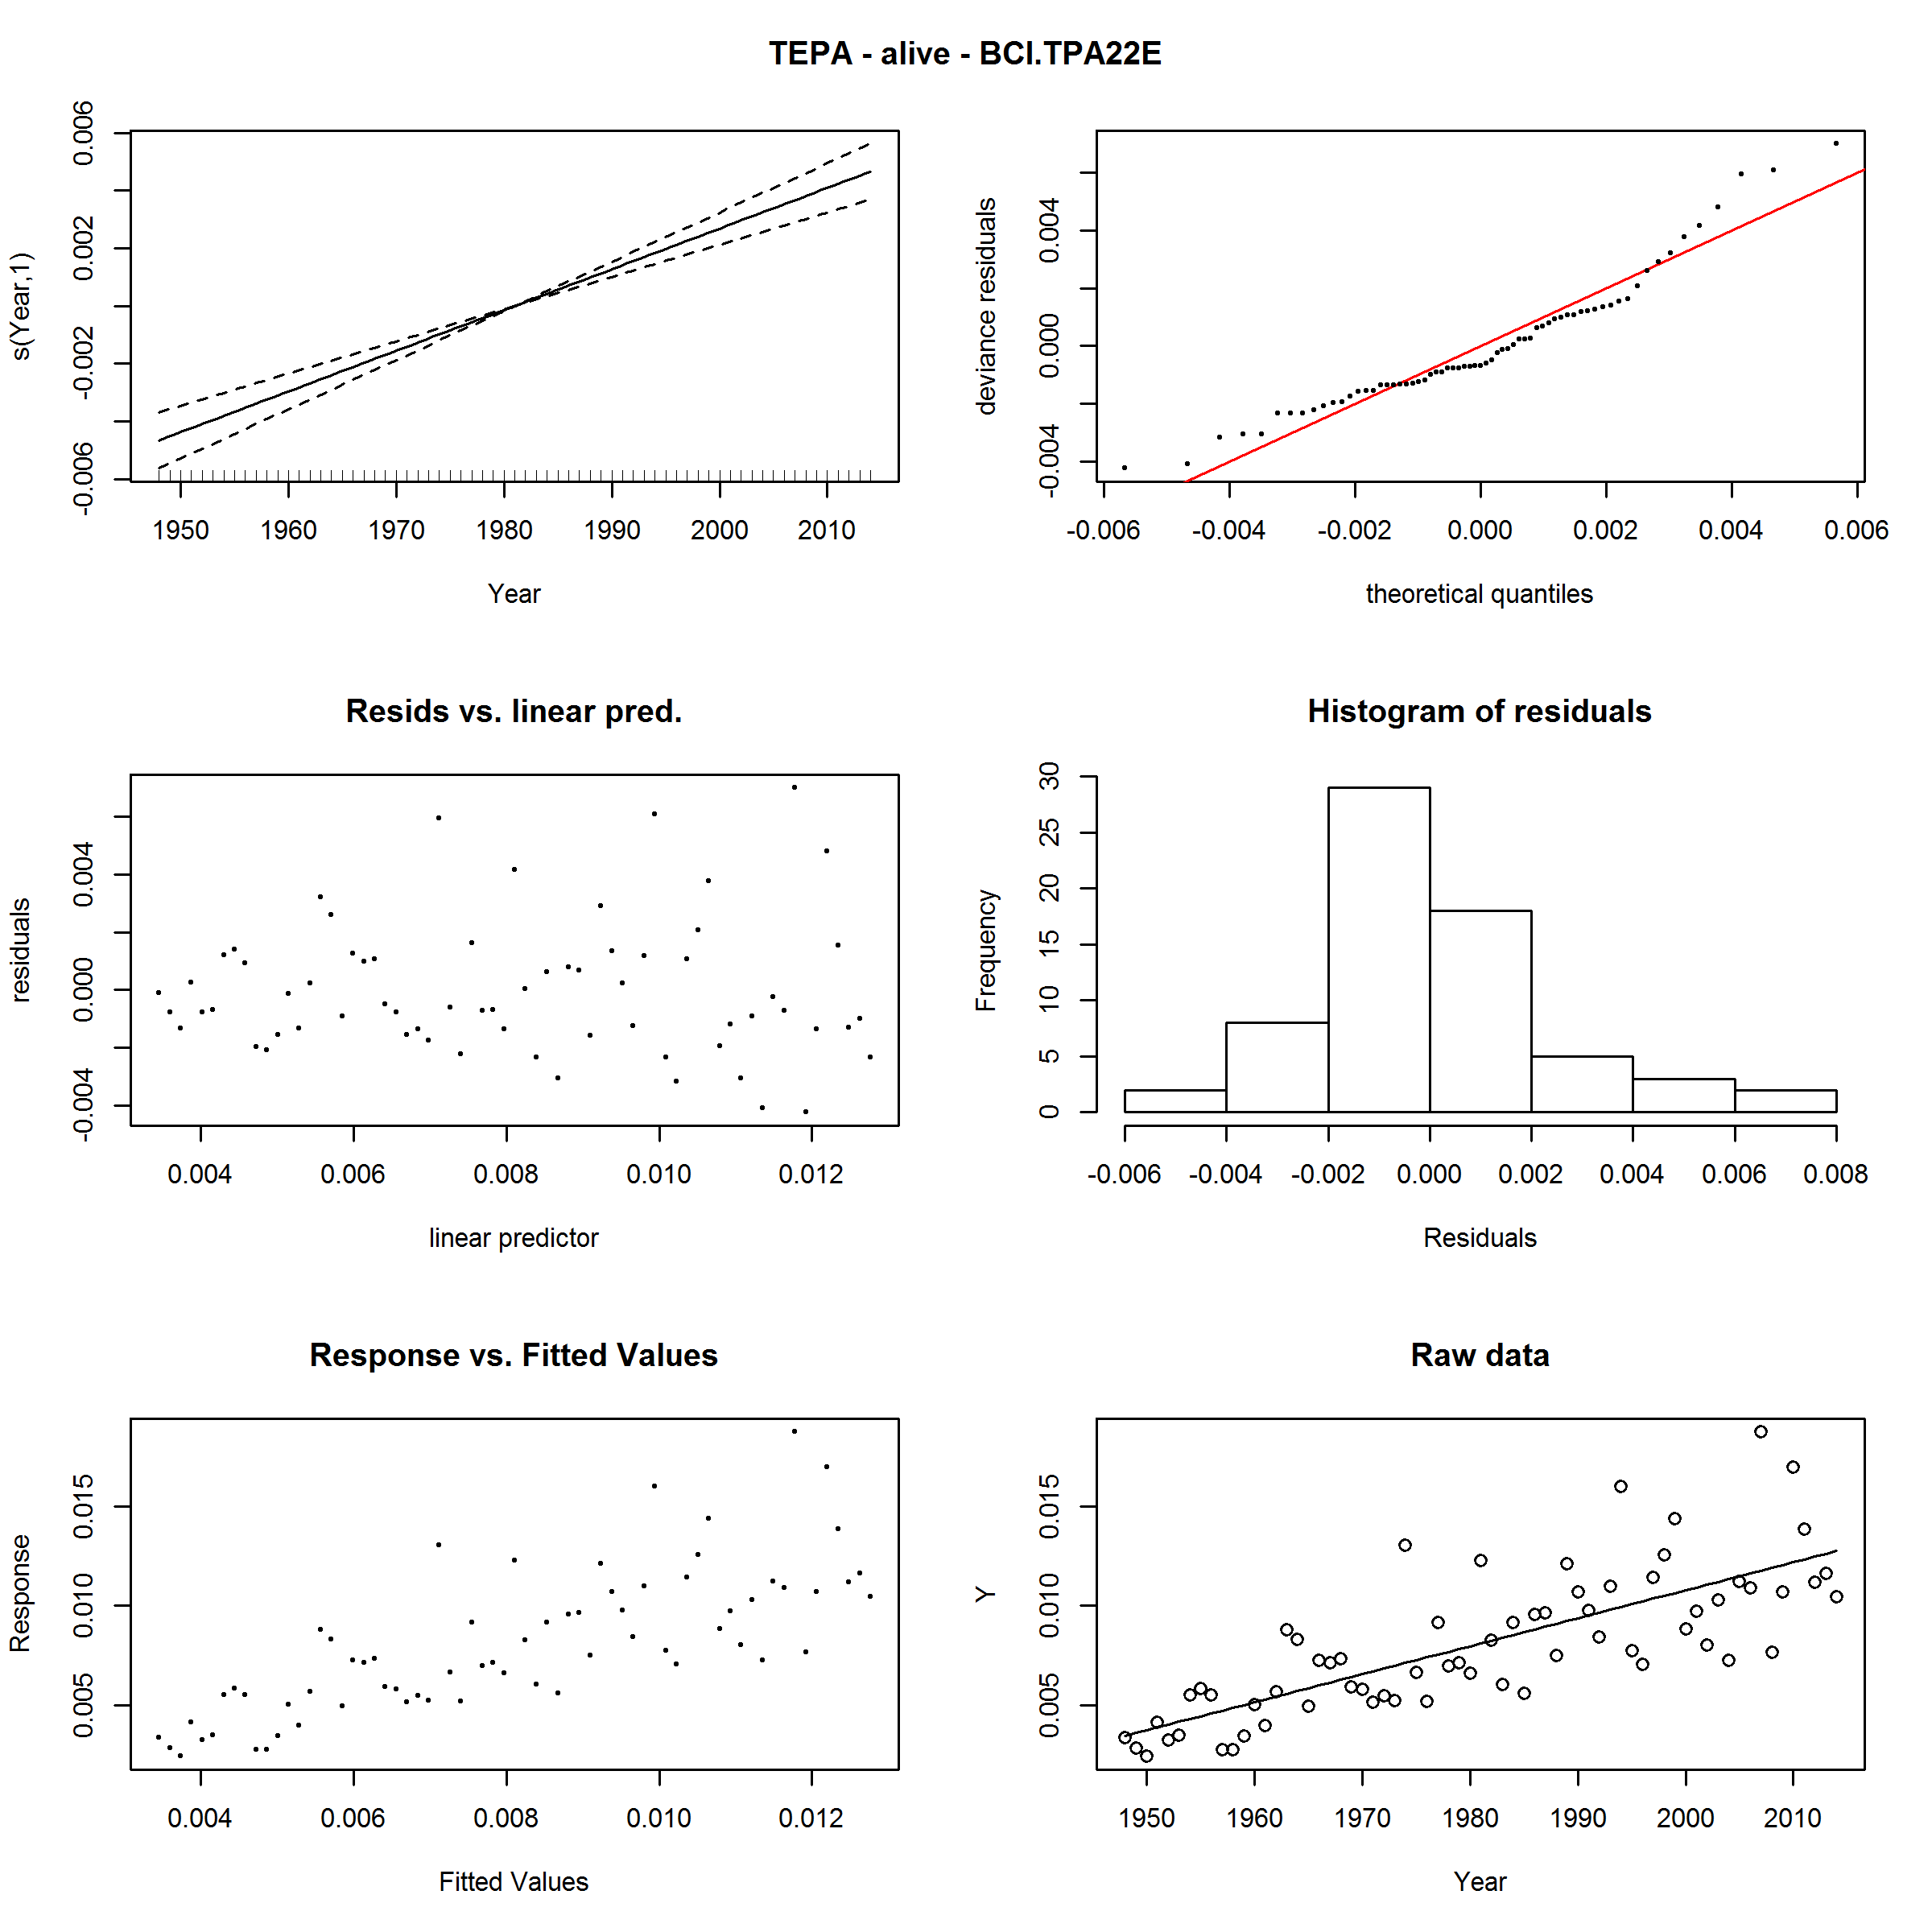 TEPA - alive - BCI.TPA22E
s(Year,1)
-0.006 -0.002 0.002 0.006
1950 1960 1970 1980 1990 2000 2010
Year
deviance residuals
-0.004 0.000 0.004
-0.006 -0.004 -0.002 0.000 0.002 0.004 0.006
theoretical quantiles
Resids vs. linear pred.
residuals
-0.004 0.000 0.004
0.004 0.006 0.008 0.010 0.012
linear predictor
Histogram of residuals
Frequency
0 5 10 15 20 25 30
-0.006 -0.004 -0.002 0.000 0.002 0.004 0.006 0.008
Residuals
Response vs. Fitted Values
Response
0.005 0.010 0.015
0.004 0.006 0.008 0.010 0.012
Fitted Values
Raw data
Y
0.005 0.010 0.015
1950 1960 1970 1980 1990 2000 2010
Year